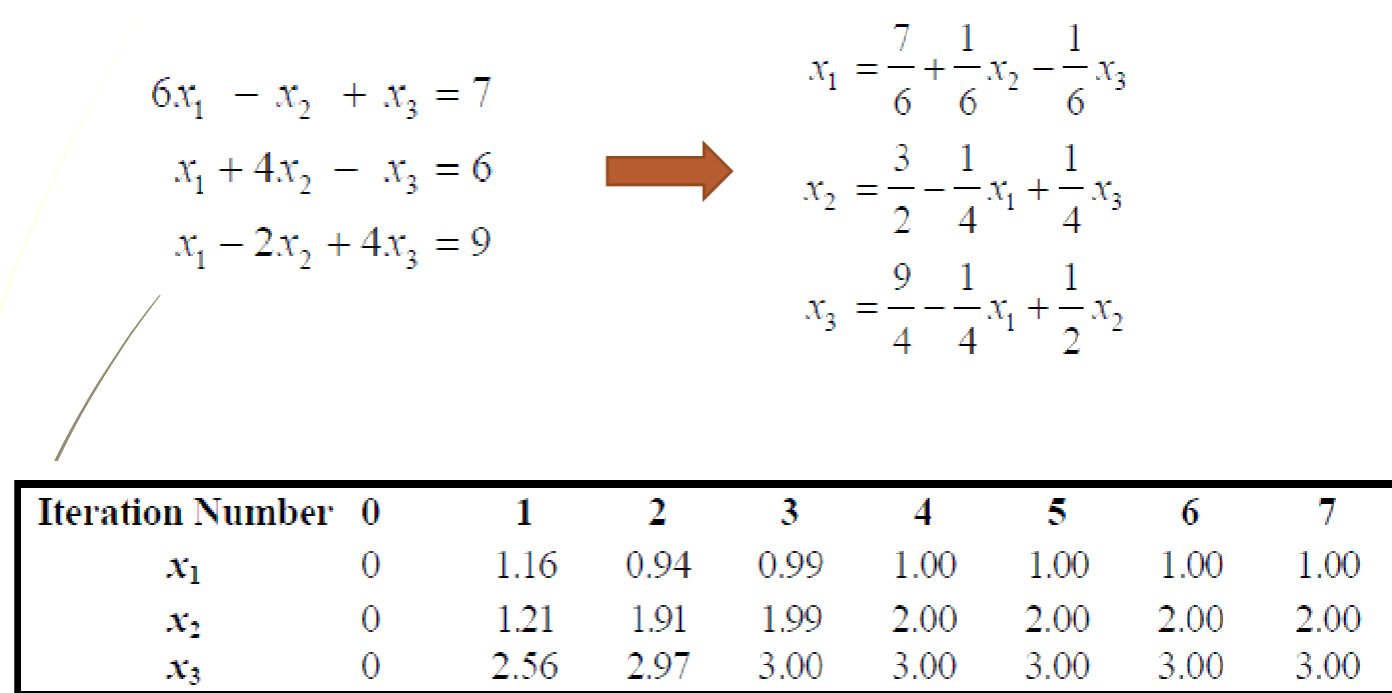 6x₁ − x₂ + x₃ = 7
x₁ + 4x₂ − x₃ = 6
x₁ − 2x₂ + 4x₃ = 9
x₁ = 7/6 + 1/6 x₂ − 1/6 x₃
x₂ = 3/2 − 1/4 x₁ + 1/4 x₃
x₃ = 9/4 − 1/4 x₁ + 1/2 x₂
Iteration Number 0 1 2 3 4 5 6 7
x₁ 0 1.16 0.94 0.99 1.00 1.00 1.00 1.00
x₂ 0 1.21 1.91 1.99 2.00 2.00 2.00 2.00
x₃ 0 2.56 2.97 3.00 3.00 3.00 3.00 3.00